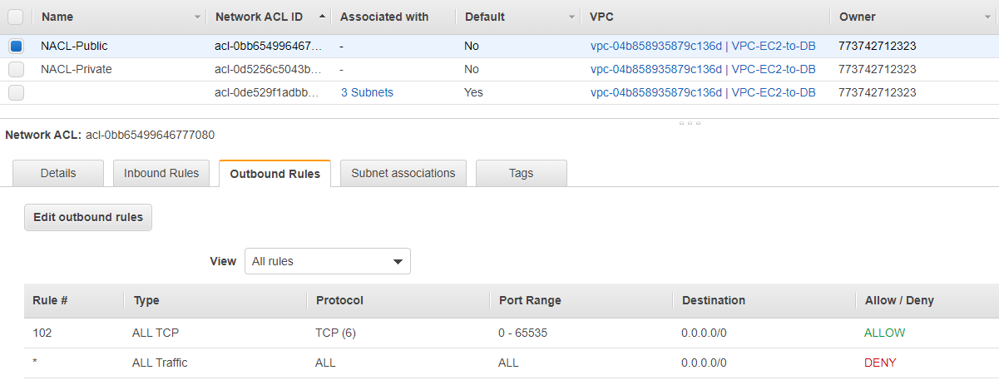 Name Network ACL ID Associated with Default VPC Owner
NACL-Public acl-0bb654996467… - No vpc-04b858935879c136d | VPC-EC2-to-DB 773742712323
NACL-Private acl-0d5256c5043b… - No vpc-04b858935879c136d | VPC-EC2-to-DB 773742712323
acl-0de529f1adbb… 3 Subnets Yes vpc-04b858935879c136d | VPC-EC2-to-DB 773742712323
Network ACL: acl-0bb65499646777080
Details Inbound Rules Outbound Rules Subnet associations Tags
Edit outbound rules
View All rules
Rule # Type Protocol Port Range Destination Allow / Deny
102 ALL TCP TCP (6) 0 - 65535 0.0.0.0/0 ALLOW
* ALL Traffic ALL ALL 0.0.0.0/0 DENY